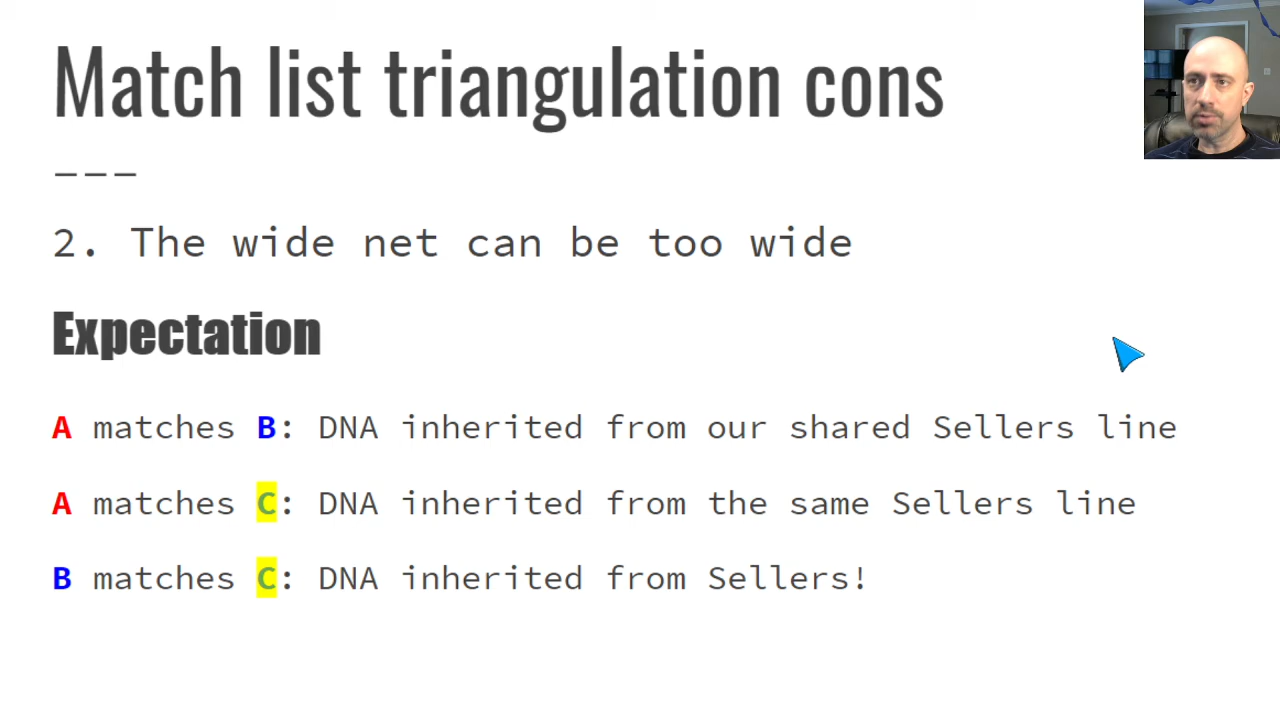 Match list triangulation cons
---
2. The wide net can be too wide
Expectation
A matches B: DNA inherited from our shared Sellers line
A matches C: DNA inherited from the same Sellers line
B matches C: DNA inherited from Sellers!